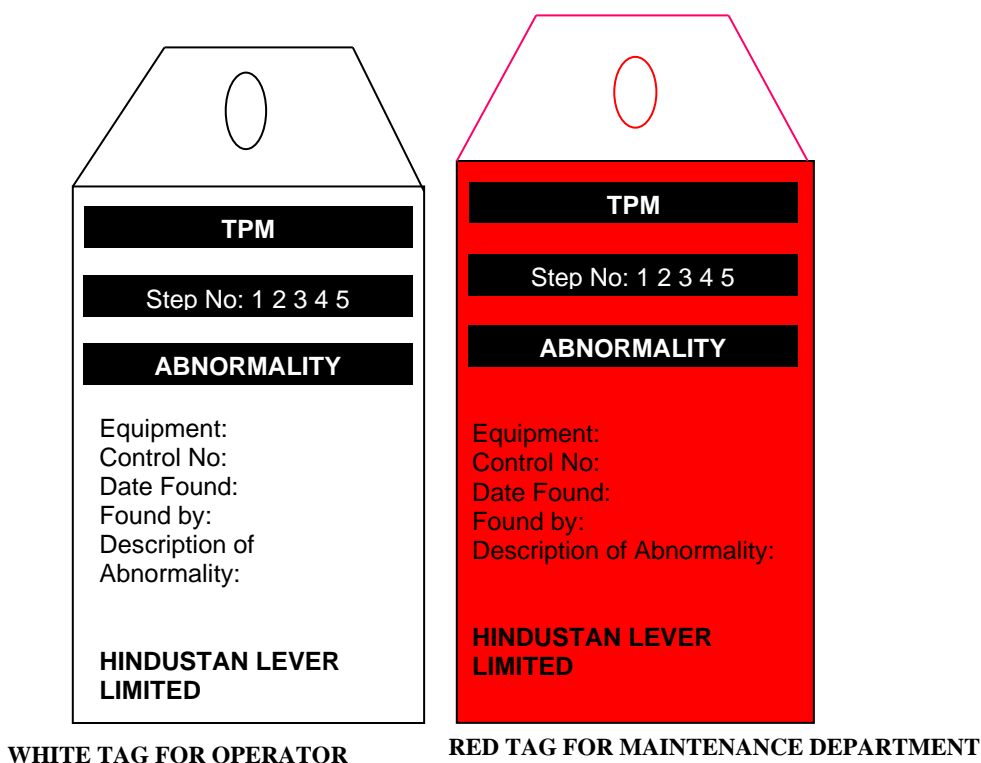 TPM
Step No: 1 2 3 4 5
ABNORMALITY
Equipment:
Control No:
Date Found:
Found by:
Description of
Abnormality:
HINDUSTAN LEVER
LIMITED
WHITE TAG FOR OPERATOR
TPM
Step No: 1 2 3 4 5
ABNORMALITY
Equipment:
Control No:
Date Found:
Found by:
Description of Abnormality:
HINDUSTAN LEVER
LIMITED
RED TAG FOR MAINTENANCE DEPARTMENT